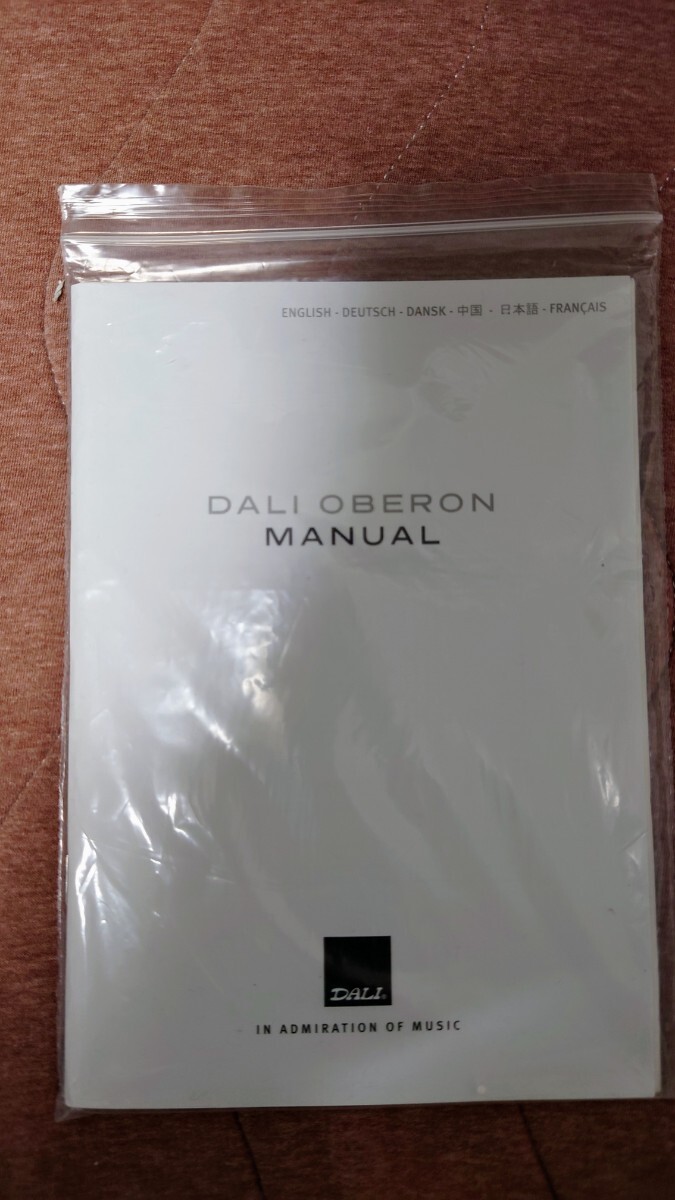 ENGLISH - DEUTSCH - DANSK - 中国 - 日本語 - FRANÇAIS
DALI OBERON
MANUAL
DALI®
IN ADMIRATION OF MUSIC